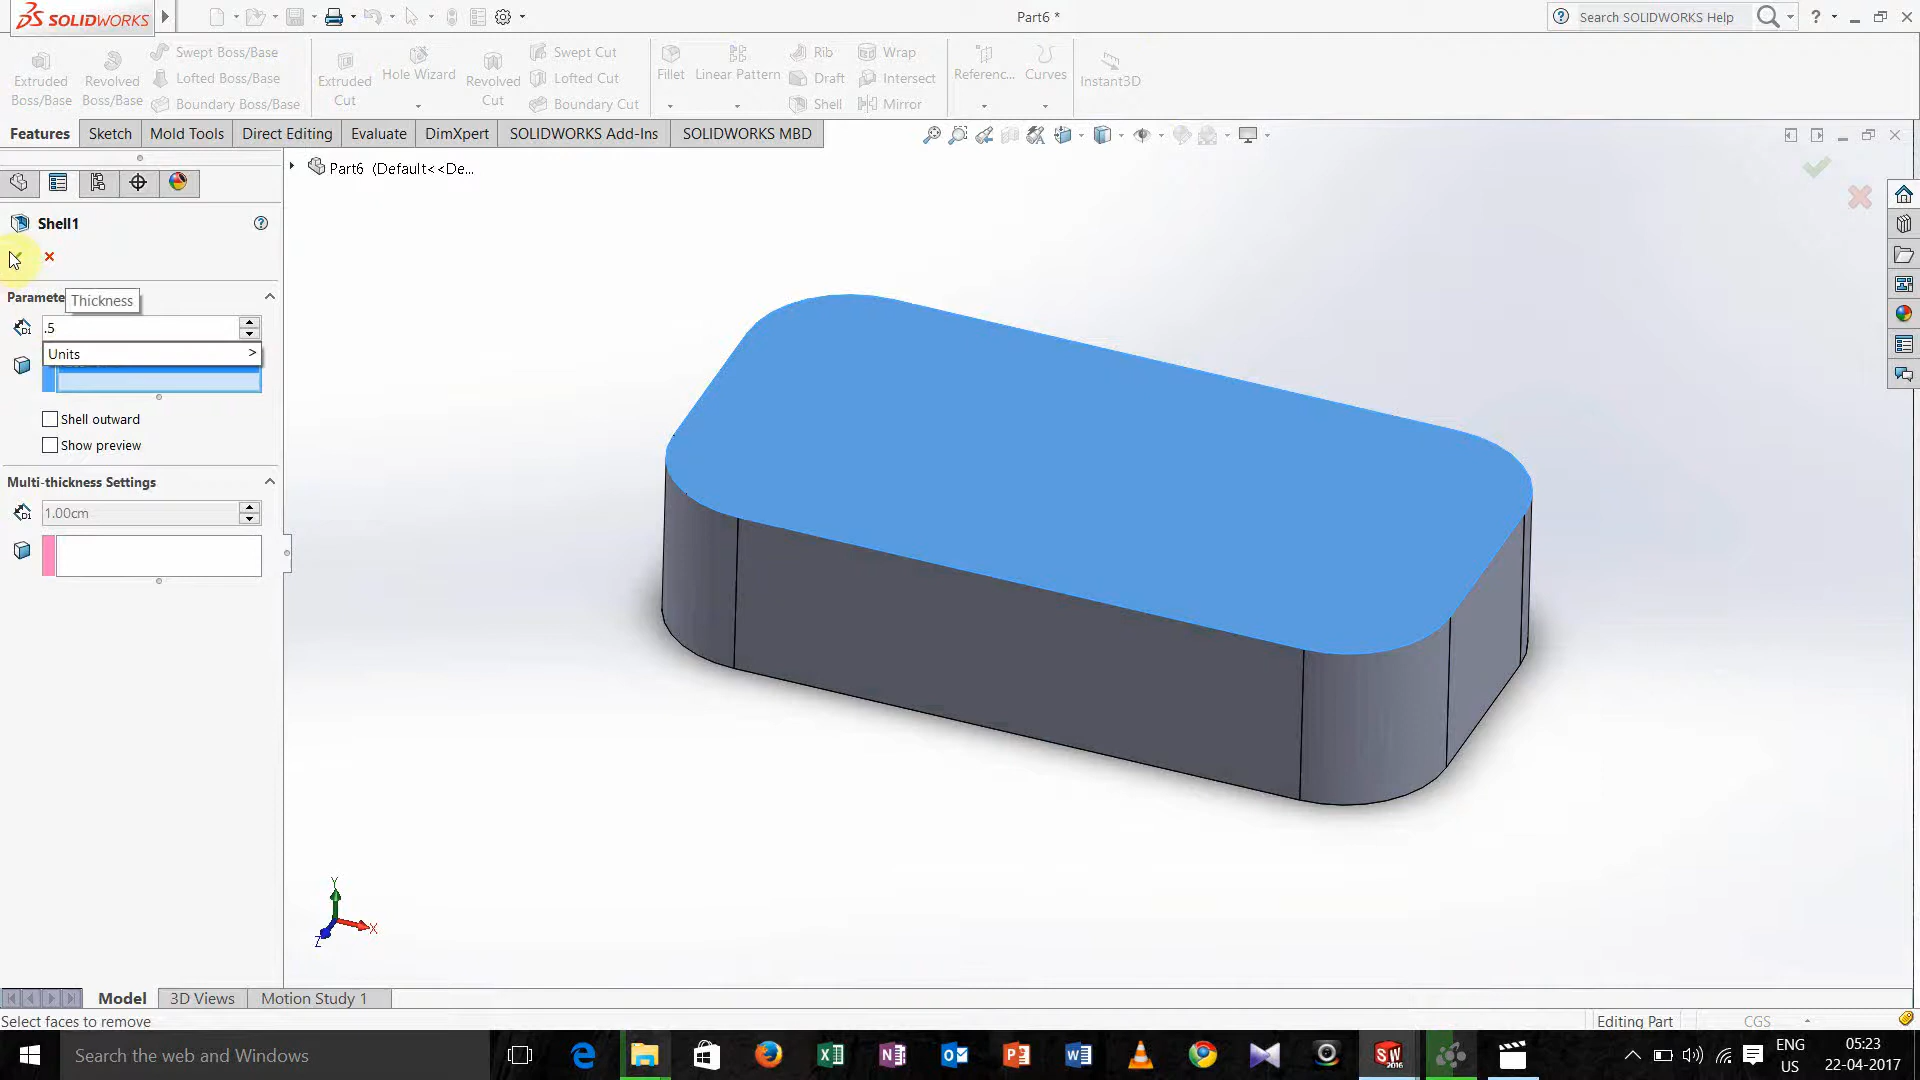 SOLIDWORKS
Part6 *
Search SOLIDWORKS Help
?
Extruded Boss/Base
Revolved Boss/Base
Swept Boss/Base
Lofted Boss/Base
Boundary Boss/Base
Extruded Cut
Hole Wizard
Revolved Cut
Swept Cut
Lofted Cut
Boundary Cut
Fillet
Linear Pattern
Rib
Draft
Shell
Wrap
Intersect
Mirror
Referenc...
Curves
Instant3D
Features
Sketch
Mold Tools
Direct Editing
Evaluate
DimXpert
SOLIDWORKS Add-Ins
SOLIDWORKS MBD
Part6 (Default<<De...
Shell1
Paramete
Thickness
.5
Units >
Shell outward
Show preview
Multi-thickness Settings
1.00cm
Y
X
Z
Model
3D Views
Motion Study 1
Select faces to remove
Editing Part
CGS
Search the web and Windows
SW 2016
ENG
US
05:23
22-04-2017